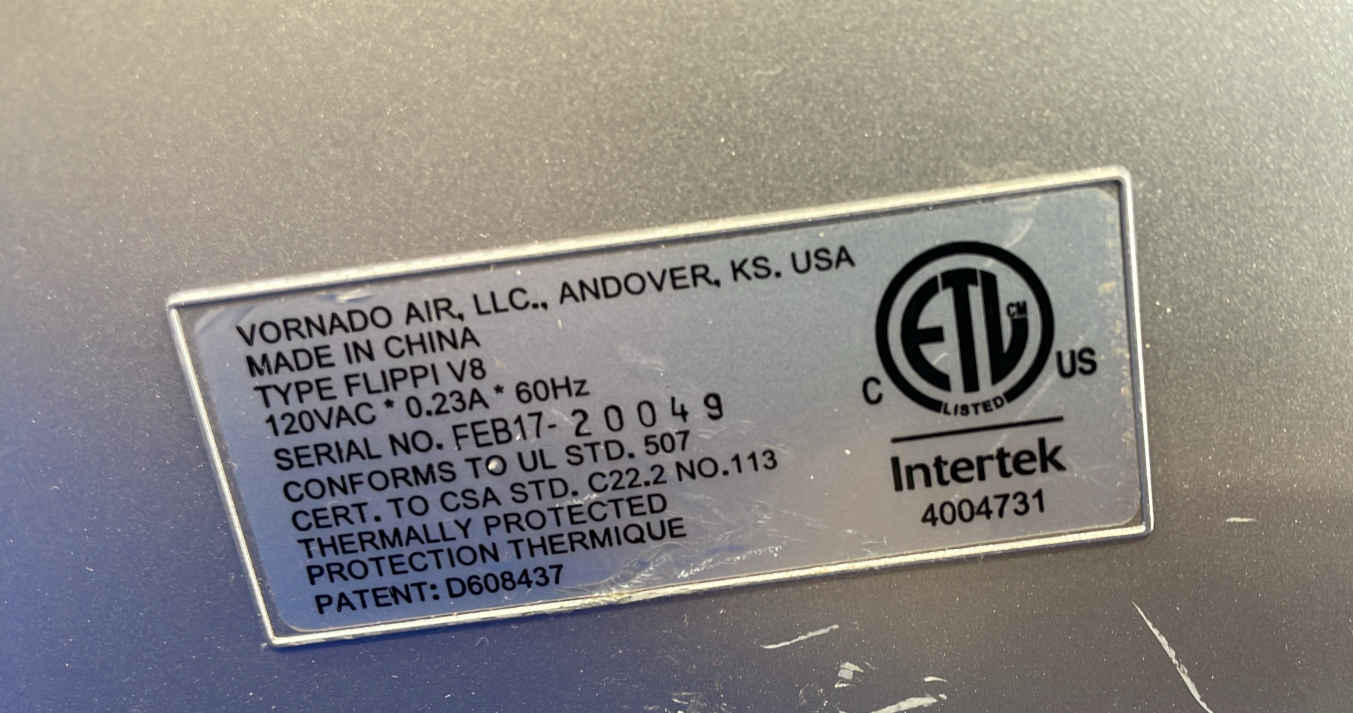 VORNADO AIR, LLC., ANDOVER, KS. USA
MADE IN CHINA
TYPE FLIPPI V8
120VAC * 0.23A * 60Hz
SERIAL NO. FEB17- 20049
CONFORMS TO UL STD. 507
CERT. TO CSA STD. C22.2 NO.113
THERMALLY PROTECTED
PROTECTION THERMIQUE
PATENT: D608437
ETL CM
C US
LISTED
Intertek
4004731